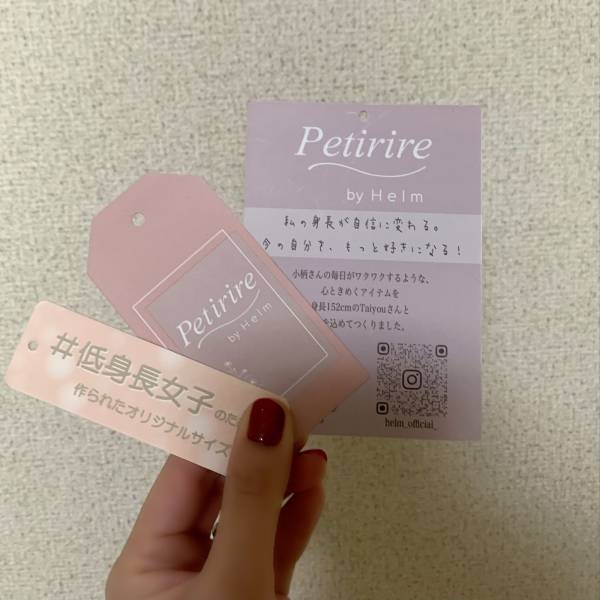 Petirire
by Helm
私の身長が自信に変わる。
今の自分を、もっと好きになる!
小柄さんの毎日がワクワクするような、
心ときめくアイテムを
身長152cmのTaiyouさんと
を込めてつくりました。
helm_official_
Petirire
by Helm
#低身長女子のた
作られたオリジナルサイズ